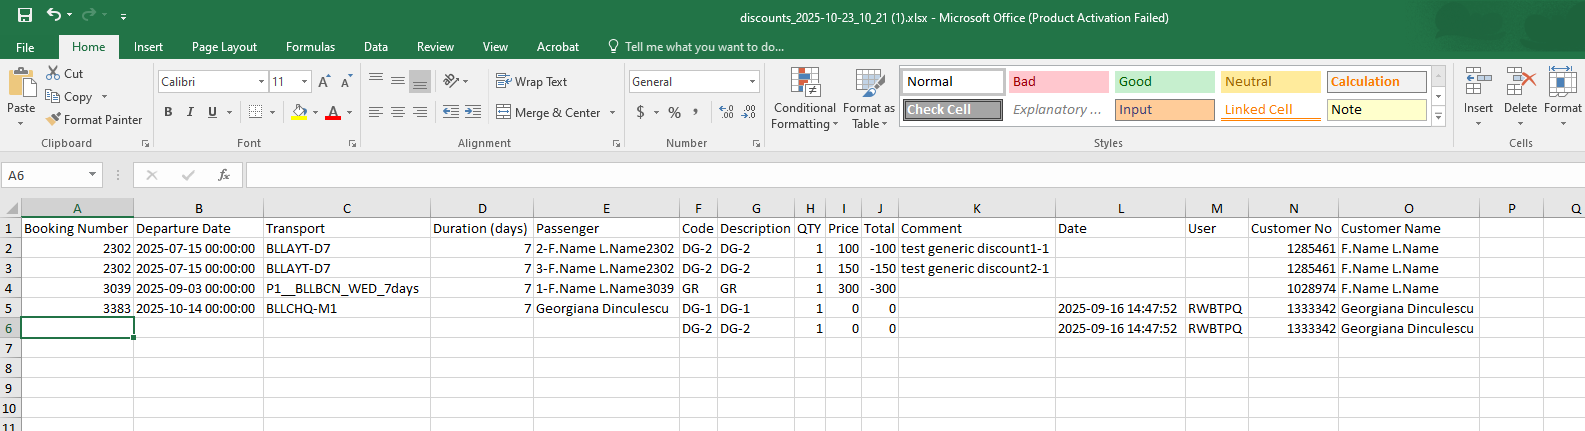 discounts_2025-10-23_10_21 (1).xlsx - Microsoft Office (Product Activation Failed)
File Home Insert Page Layout Formulas Data Review View Acrobat Tell me what you want to do...
Paste Cut Copy Format Painter
Calibri 11 A A
B I U A
Wrap Text
Merge & Center
General
$ % , .00 .0
Conditional Formatting
Format as Table
Normal Bad Good Neutral Calculation
Check Cell Explanatory ... Input Linked Cell Note
Insert Delete Format
Clipboard Font Alignment Number Styles Cells
A6 fx
A B C D E F G H I J K L M N O P Q
1 Booking Number Departure Date Transport Duration (days) Passenger Code Description QTY Price Total Comment Date User Customer No Customer Name
2 2302 2025-07-15 00:00:00 BLLAYT-D7 7 2-F.Name L.Name2302 DG-2 DG-2 1 100 -100 test generic discount1-1 1285461 F.Name L.Name
3 2302 2025-07-15 00:00:00 BLLAYT-D7 7 3-F.Name L.Name2302 DG-2 DG-2 1 150 -150 test generic discount2-1 1285461 F.Name L.Name
4 3039 2025-09-03 00:00:00 P1__BLLBCN_WED_7days 7 1-F.Name L.Name3039 GR GR 1 300 -300 1028974 F.Name L.Name
5 3383 2025-10-14 00:00:00 BLLCHQ-M1 7 Georgiana Dinculescu DG-1 DG-1 1 0 0 2025-09-16 14:47:52 RWBTPQ 1333342 Georgiana Dinculescu
6 DG-2 DG-2 1 0 0 2025-09-16 14:47:52 RWBTPQ 1333342 Georgiana Dinculescu
7
8
9
10
11